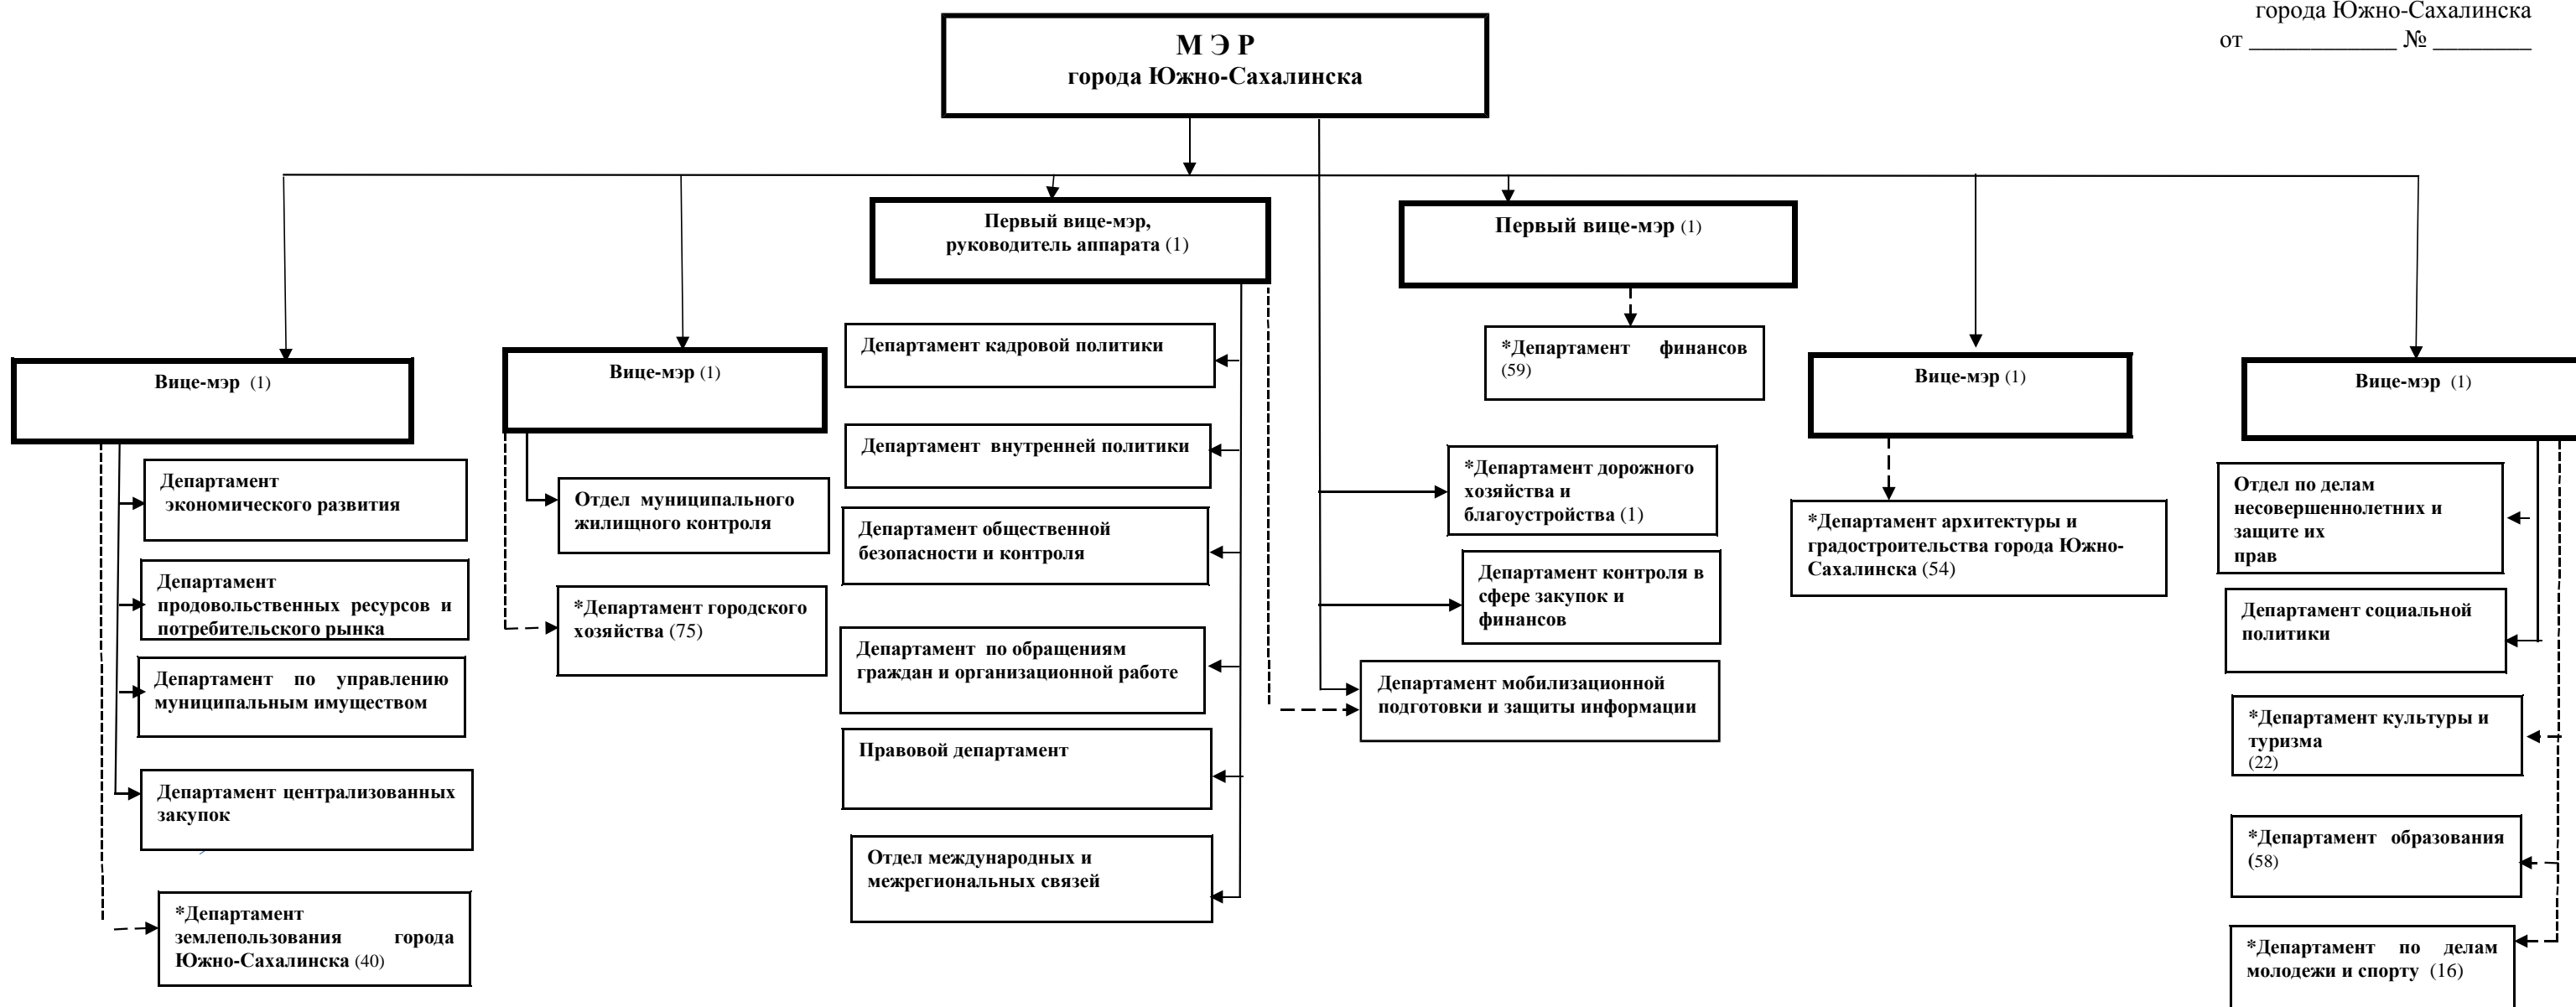 города Южно-Сахалинска
от ____________ № ________
М Э Р
города Южно-Сахалинска
Первый вице-мэр,
руководитель аппарата (1)
Первый вице-мэр (1)
Вице-мэр (1)
Вице-мэр (1)
Вице-мэр (1)
Вице-мэр (1)
Департамент
экономического развития
Департамент
продовольственных ресурсов и
потребительского рынка
Департамент по управлению
муниципальным имуществом
Департамент централизованных
закупок
*Департамент
землепользования города
Южно-Сахалинска (40)
Отдел муниципального
жилищного контроля
*Департамент городского
хозяйства (75)
Департамент кадровой политики
Департамент внутренней политики
Департамент общественной
безопасности и контроля
Департамент по обращениям
граждан и организационной работе
Правовой департамент
Отдел международных и
межрегиональных связей
*Департамент финансов
(59)
*Департамент дорожного
хозяйства и
благоустройства (1)
Департамент контроля в
сфере закупок и
финансов
Департамент мобилизационной
подготовки и защиты информации
*Департамент архитектуры и
градостроительства города Южно-
Сахалинска (54)
Отдел по делам
несовершеннолетних и
защите их
прав
Департамент социальной
политики
*Департамент культуры и
туризма
(22)
*Департамент образования
(58)
*Департамент по делам
молодежи и спорту (16)